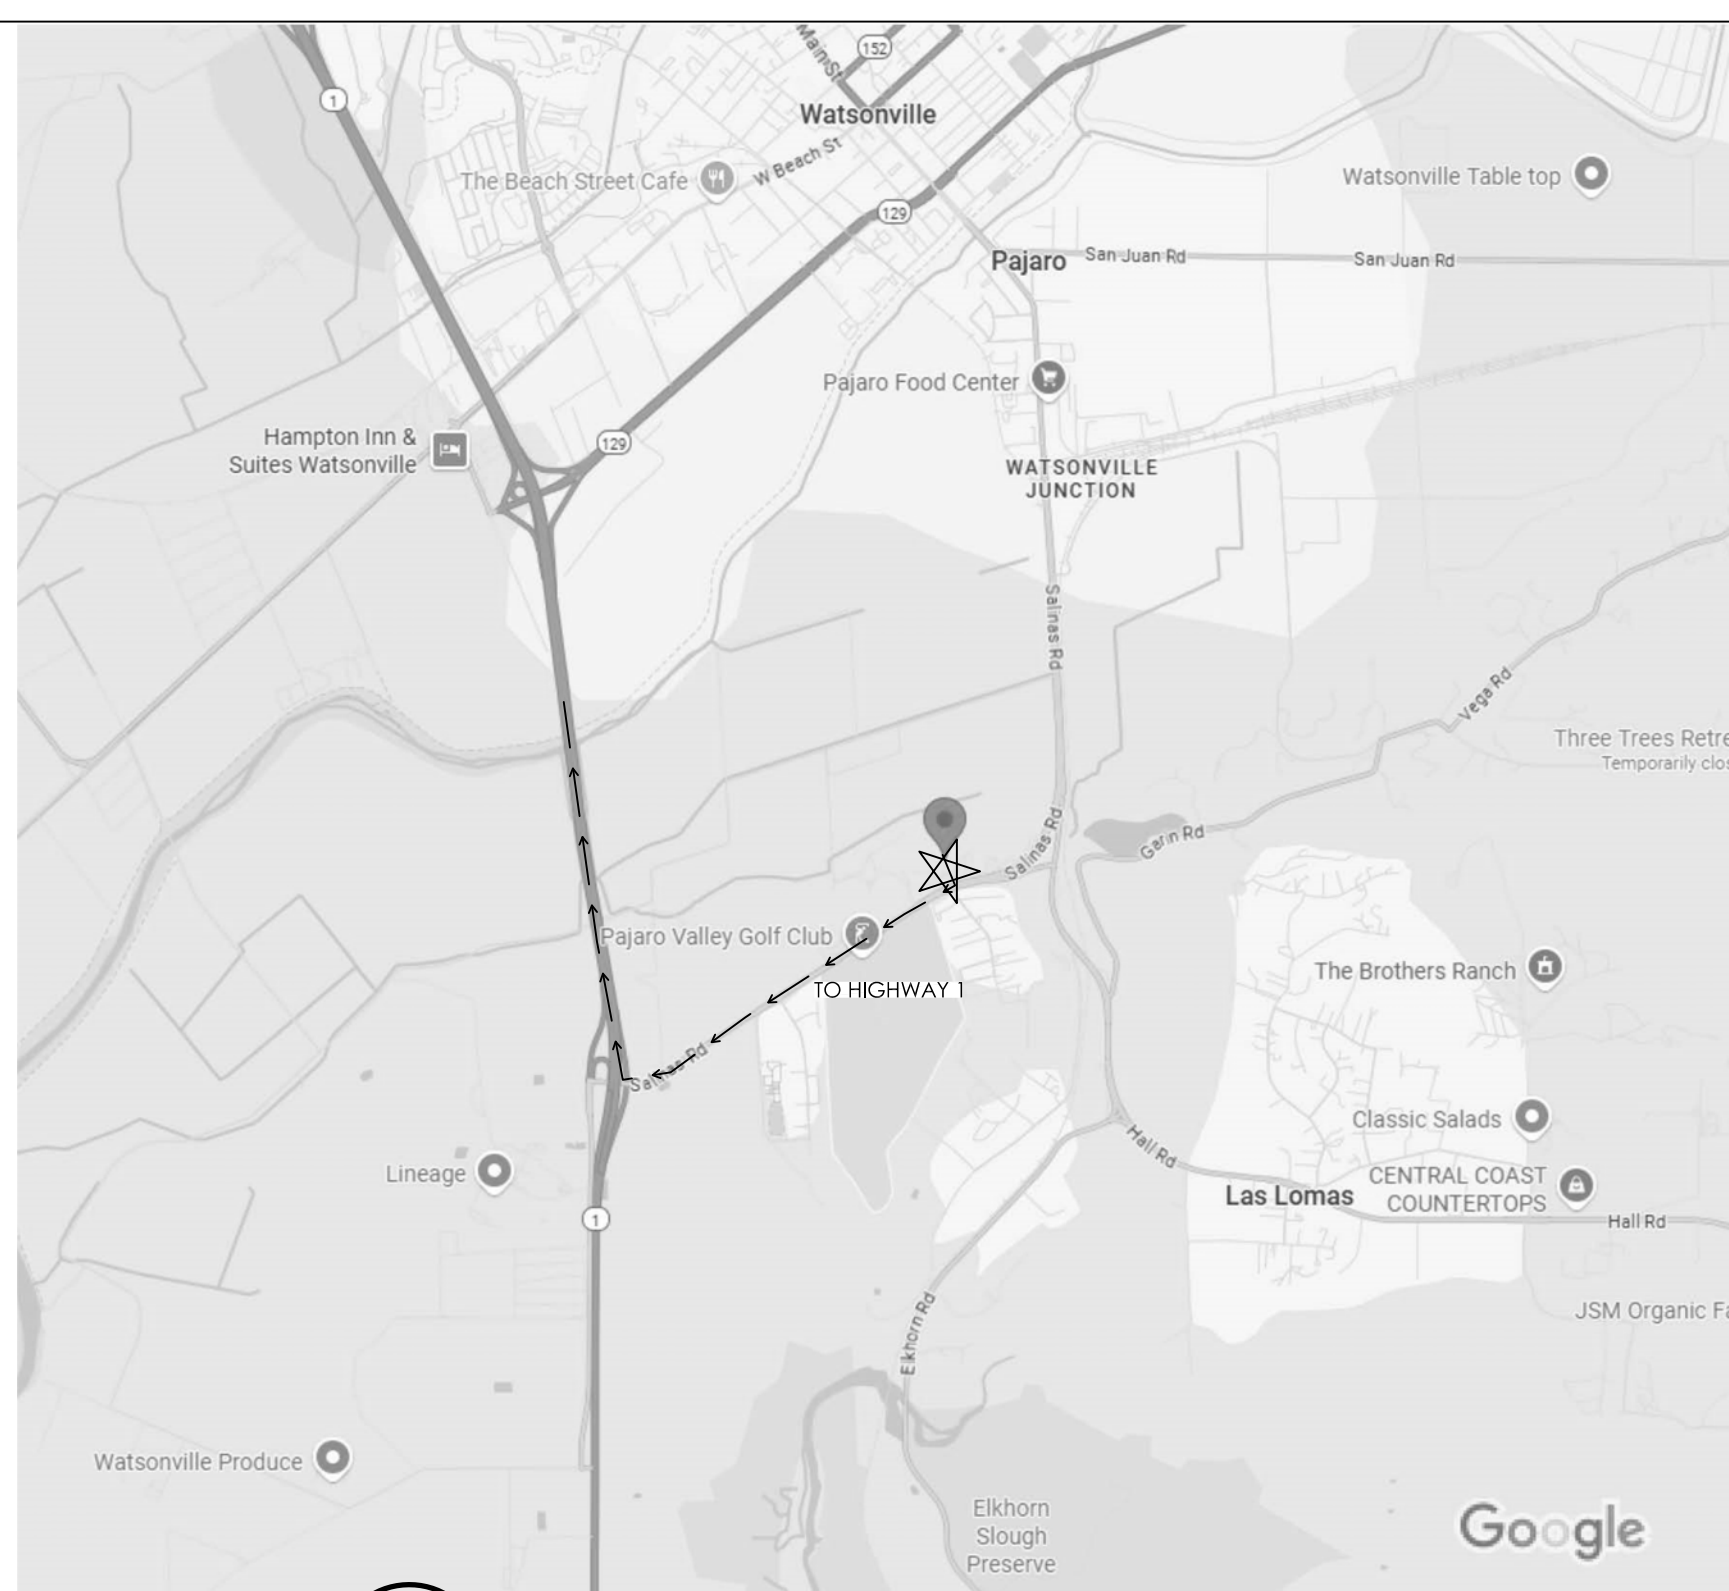 Main St
152
1
Watsonville
W Beach St
The Beach Street Cafe
Watsonville Table top
129
Pajaro
San Juan Rd
San Juan Rd
Pajaro Food Center
Hampton Inn &
Suites Watsonville
129
WATSONVILLE
JUNCTION
Salinas Rd
Vega Rd
Three Trees Retre
Temporarily clos
Salinas Rd
Garin Rd
Pajaro Valley Golf Club
The Brothers Ranch
TO HIGHWAY 1
Salinas Rd
Classic Salads
Hall Rd
Lineage
CENTRAL COAST
COUNTERTOPS
Las Lomas
1
Hall Rd
Elkhorn Rd
JSM Organic Fa
Watsonville Produce
Elkhorn
Slough
Preserve
Google